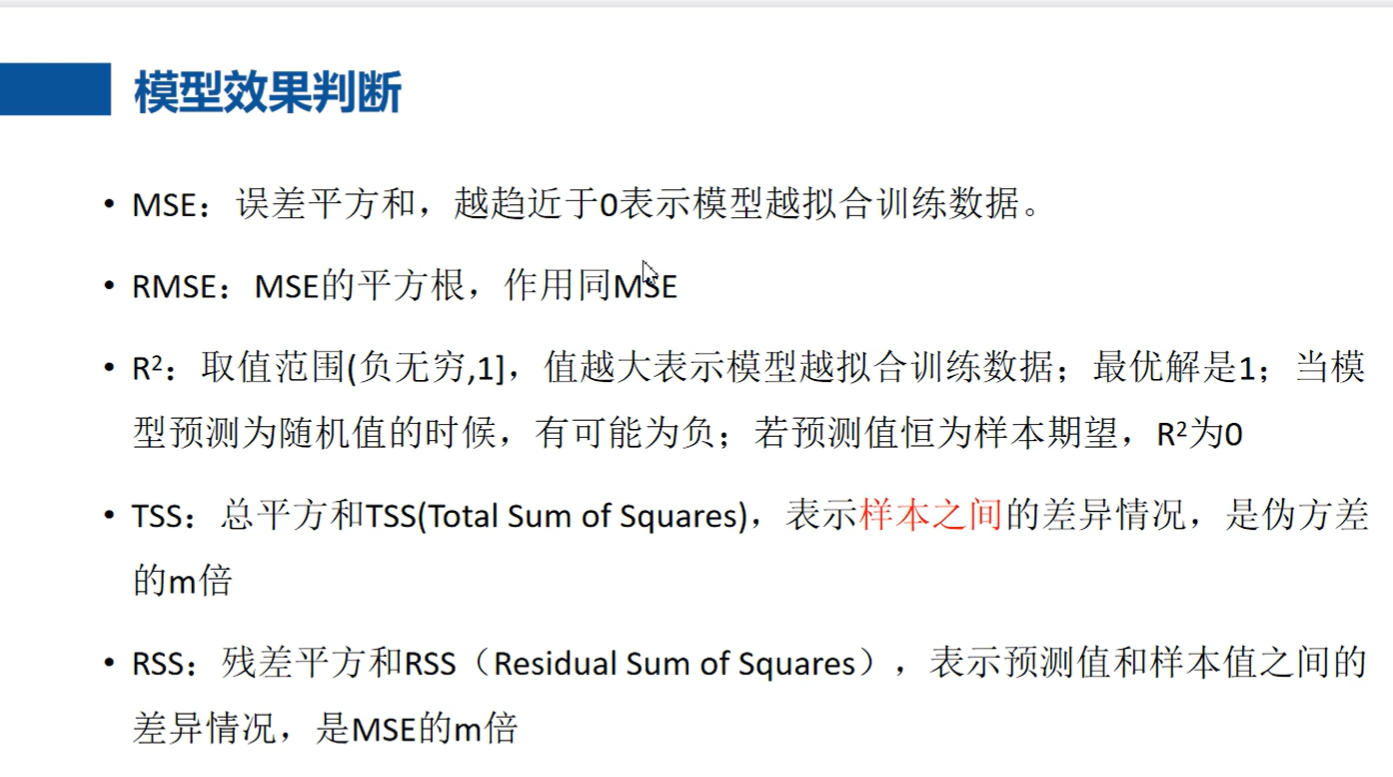 模型效果判断
• MSE：误差平方和，越趋近于0表示模型越拟合训练数据。
• RMSE：MSE的平方根，作用同MSE
• R²：取值范围(负无穷,1]，值越大表示模型越拟合训练数据；最优解是1；当模
型预测为随机值的时候，有可能为负；若预测值恒为样本期望，R²为0
• TSS：总平方和TSS(Total Sum of Squares)，表示样本之间的差异情况，是伪方差
的m倍
• RSS：残差平方和RSS（Residual Sum of Squares），表示预测值和样本值之间的
差异情况，是MSE的m倍